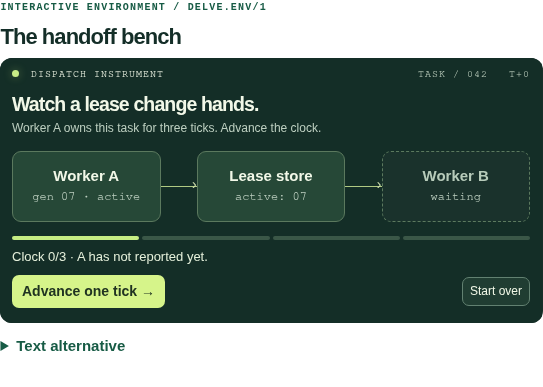 INTERACTIVE ENVIRONMENT / DELVE.ENV/1
The handoff bench
DISPATCH INSTRUMENT
TASK / 042 T+0
Watch a lease change hands.
Worker A owns this task for three ticks. Advance the clock.
Worker A
gen 07 · active
Lease store
active: 07
Worker B
waiting
Clock 0/3 · A has not reported yet.
Advance one tick →
Start over
Text alternative